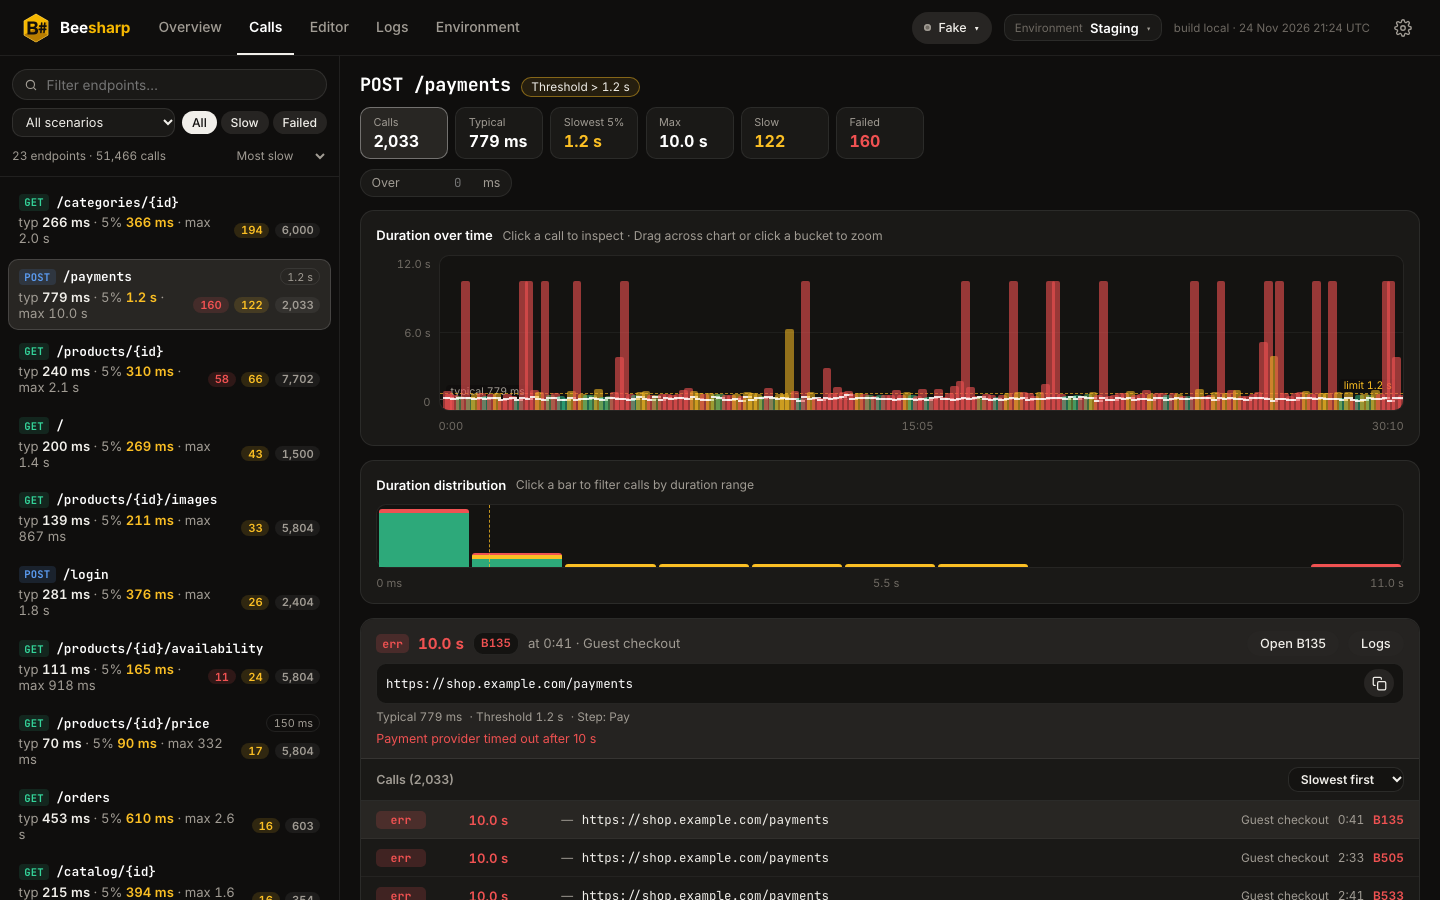 B# Beesharp Overview Calls Editor Logs Environment Fake Environment Staging build local · 24 Nov 2026 21:24 UTC
Filter endpoints...
All scenarios All Slow Failed
23 endpoints · 51,466 calls Most slow
GET /categories/{id}
typ 266 ms · 5% 366 ms · max
2.0 s
194 6,000
POST /payments 1.2 s
typ 779 ms · 5% 1.2 s ·
max 10.0 s
160 122 2,033
GET /products/{id}
typ 240 ms · 5% 310 ms ·
max 2.1 s
58 66 7,702
GET /
typ 200 ms · 5% 269 ms · max
1.4 s
43 1,500
GET /products/{id}/images
typ 139 ms · 5% 211 ms · max
867 ms
33 5,804
POST /login
typ 281 ms · 5% 376 ms · max
1.8 s
26 2,404
GET /products/{id}/availability
typ 111 ms · 5% 165 ms ·
max 918 ms
11 24 5,804
GET /products/{id}/price 150 ms
typ 70 ms · 5% 90 ms · max 332
ms
17 5,804
GET /orders
typ 453 ms · 5% 610 ms · max 2.6
s
16 603
GET /catalog/{id}
typ 215 ms · 5% 394 ms · max 1.6
16 354
POST /payments Threshold > 1.2 s
Calls Typical Slowest 5% Max Slow Failed
2,033 779 ms 1.2 s 10.0 s 122 160
Over 0 ms
Duration over time Click a call to inspect · Drag across chart or click a bucket to zoom
12.0 s
6.0 s
typical 779 ms limit 1.2 s
0
0:00 15:05 30:10
Duration distribution Click a bar to filter calls by duration range
0 ms 5.5 s 11.0 s
err 10.0 s B135 at 0:41 · Guest checkout Open B135 Logs
https://shop.example.com/payments
Typical 779 ms · Threshold 1.2 s · Step: Pay
Payment provider timed out after 10 s
Calls (2,033) Slowest first
err 10.0 s — https://shop.example.com/payments Guest checkout 0:41 B135
err 10.0 s — https://shop.example.com/payments Guest checkout 2:33 B505
err 10.0 s — https://shop.example.com/payments Guest checkout 2:41 B533